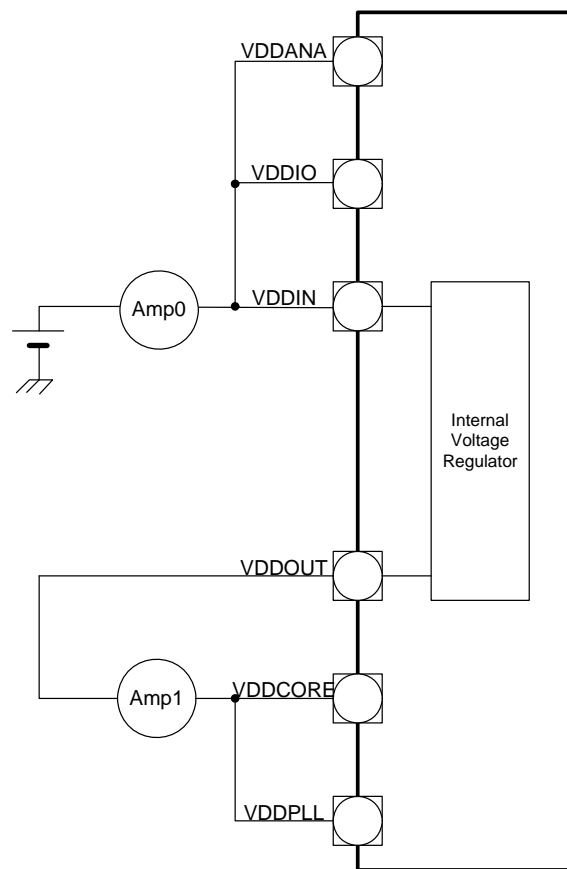 VDDANA
VDDIO
Amp0
VDDIN
Internal
Voltage
Regulator
VDDOUT
Amp1
VDDCORE
VDDPLL